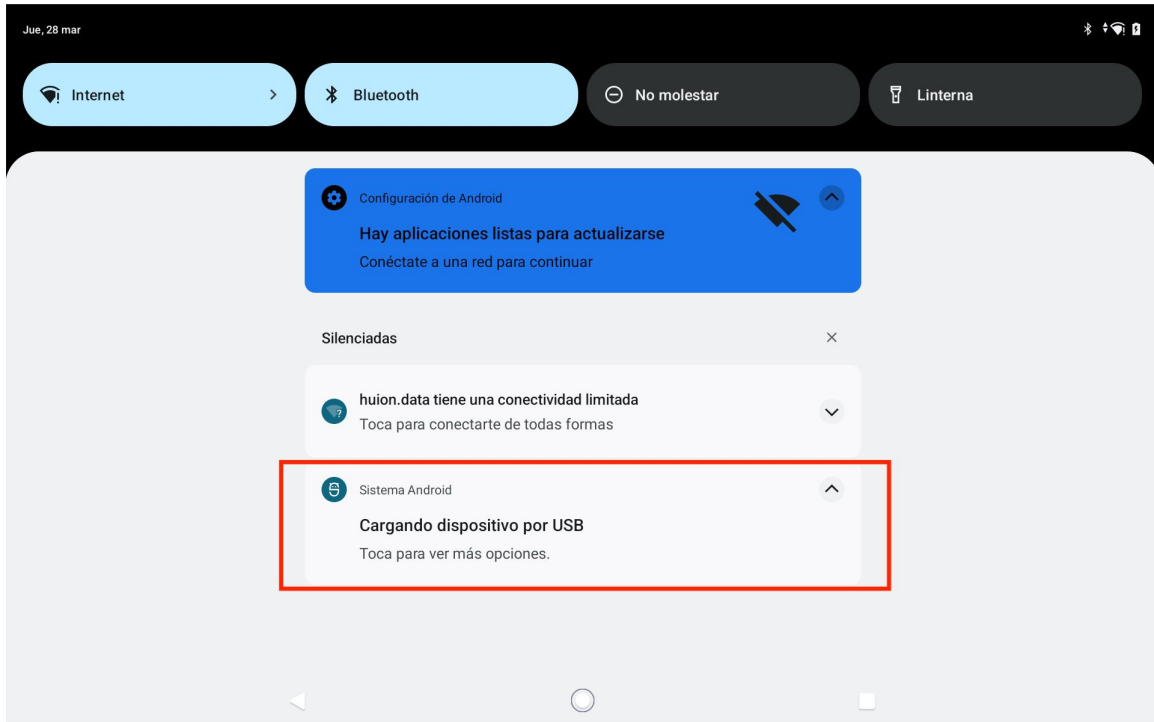 Jue, 28 mar
Internet
Bluetooth
No molestar
Linterna
Configuración de Android
Hay aplicaciones listas para actualizarse
Conéctate a una red para continuar
Silenciadas
huion.data tiene una conectividad limitada
Toca para conectarte de todas formas
Sistema Android
Cargando dispositivo por USB
Toca para ver más opciones.